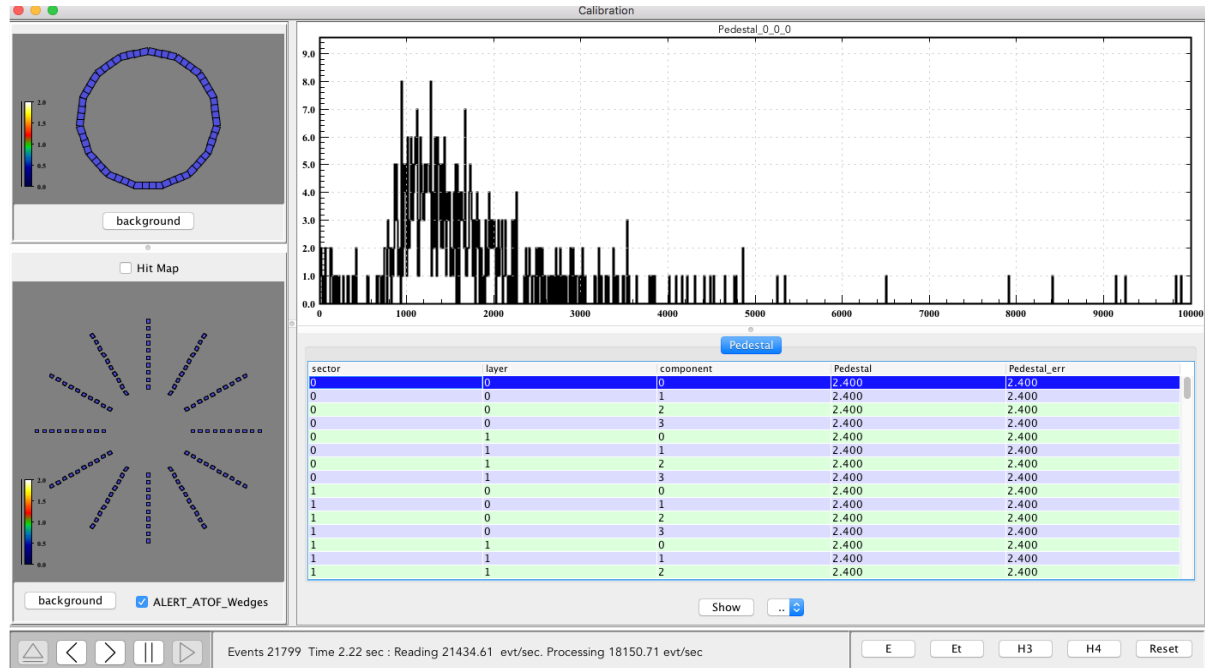 Calibration
2.0
1.5
1.0
0.5
0.0
background
Hit Map
2.0
1.5
1.0
0.5
0.0
background ALERT_ATOF_Wedges
Pedestal_0_0_0
9.0
8.0
7.0
6.0
5.0
4.0
3.0
2.0
1.0
0.0
0 1000 2000 3000 4000 5000 6000 7000 8000 9000 10000
Pedestal
sector layer component Pedestal Pedestal_err
0 0 0 2.400 2.400
0 0 1 2.400 2.400
0 0 2 2.400 2.400
0 0 3 2.400 2.400
0 1 0 2.400 2.400
0 1 1 2.400 2.400
0 1 2 2.400 2.400
0 1 3 2.400 2.400
1 0 0 2.400 2.400
1 0 1 2.400 2.400
1 0 2 2.400 2.400
1 0 3 2.400 2.400
1 1 0 2.400 2.400
1 1 1 2.400 2.400
1 1 2 2.400 2.400
Show ..
Events 21799 Time 2.22 sec : Reading 21434.61 evt/sec. Processing 18150.71 evt/sec
E Et H3 H4 Reset